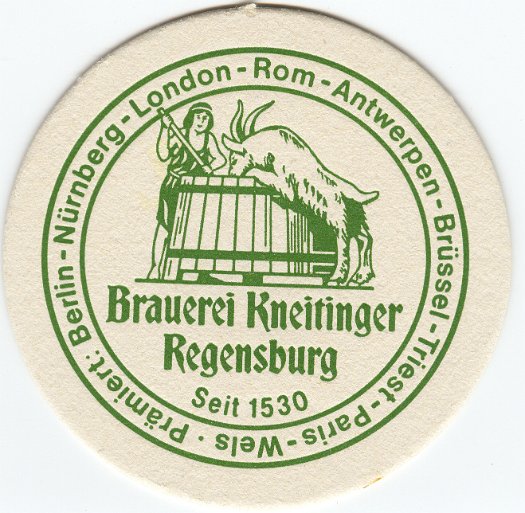 Prämiert: Berlin - Nürnberg - London - Rom - Antwerpen - Brüssel - Triest - Paris - Wels ·
Brauerei Kneitinger
Regensburg
Seit 1530